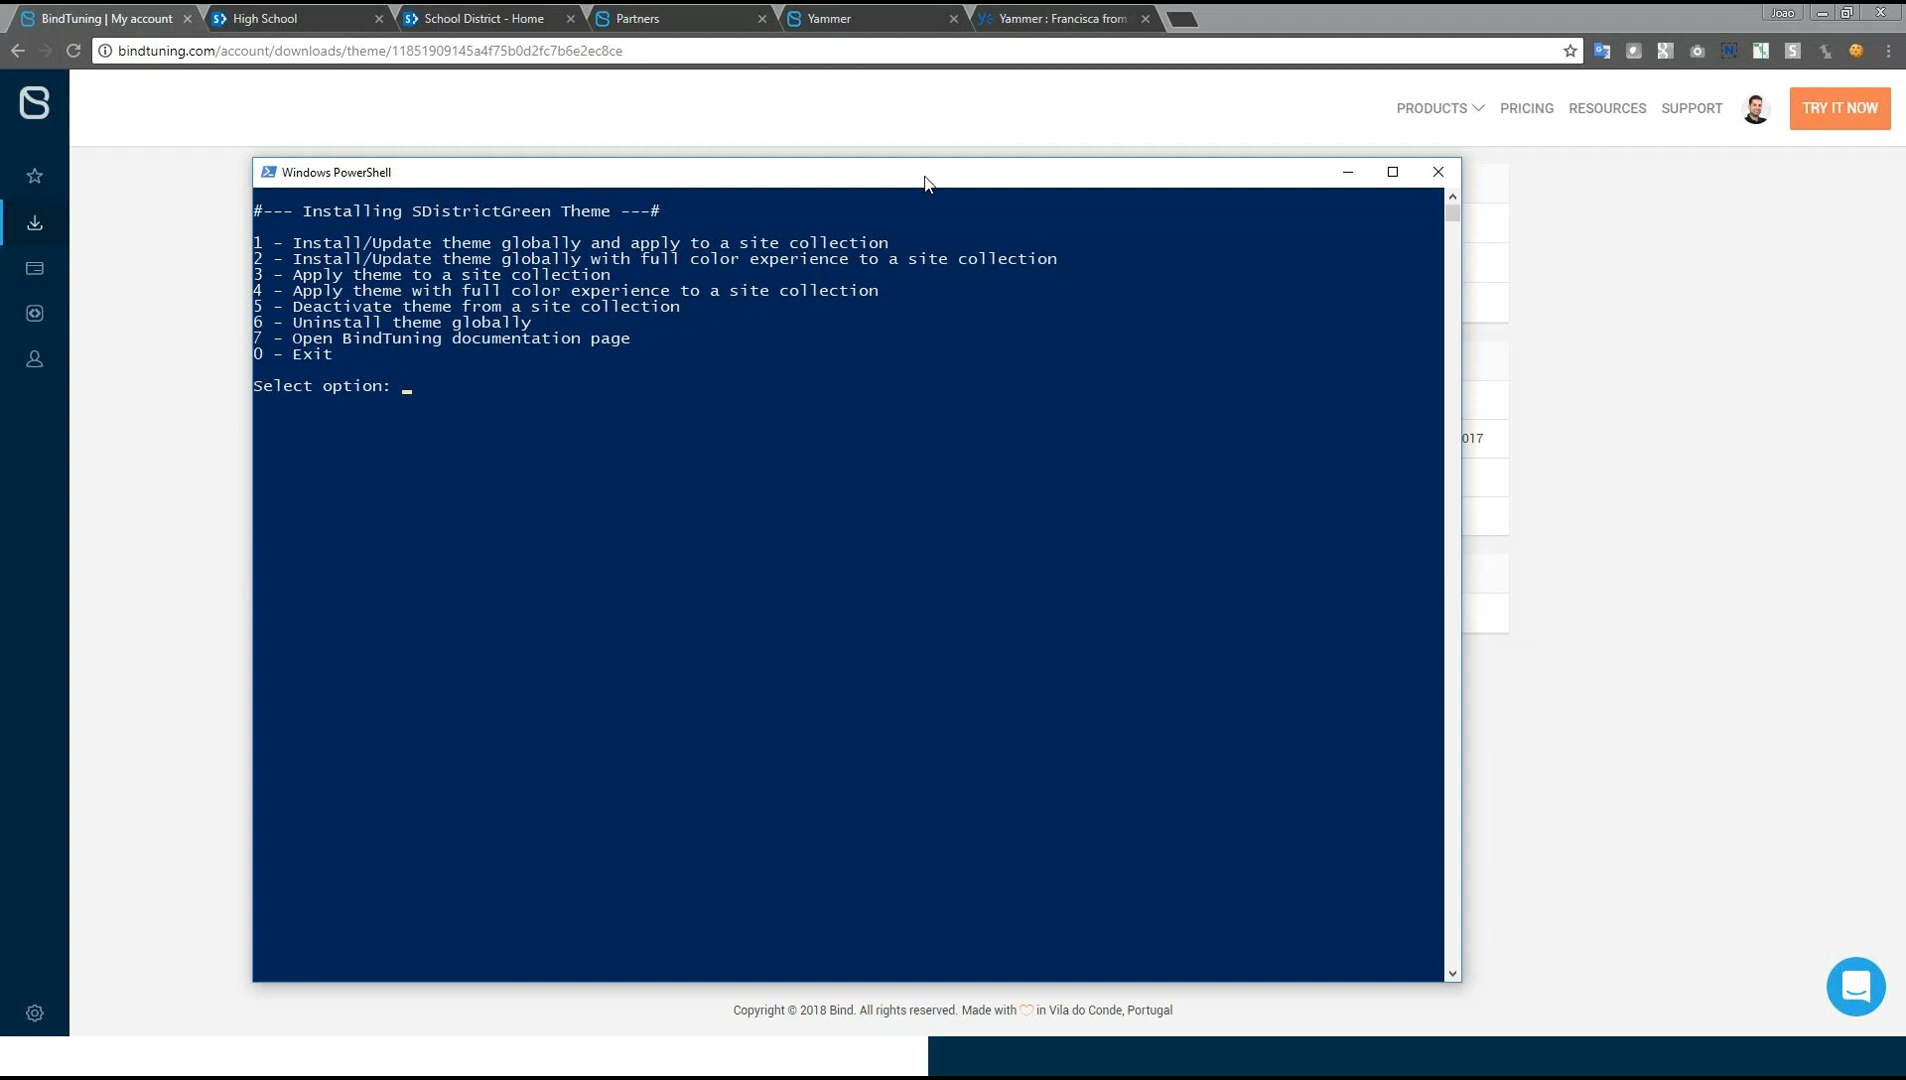 BindTuning | My account
High School
School District - Home
Partners
Yammer
Yammer : Francisca from
Joao
bindtuning.com/account/downloads/theme/11851909145a4f75b0d2fc7b6e2ec8ce
PRODUCTS
PRICING
RESOURCES
SUPPORT
TRY IT NOW
Windows PowerShell
#--- Installing SDistrictGreen Theme ---#
1 - Install/Update theme globally and apply to a site collection
2 - Install/Update theme globally with full color experience to a site collection
3 - Apply theme to a site collection
4 - Apply theme with full color experience to a site collection
5 - Deactivate theme from a site collection
6 - Uninstall theme globally
7 - Open BindTuning documentation page
0 - Exit
Select option: _
017
Copyright © 2018 Bind. All rights reserved. Made with ♡ in Vila do Conde, Portugal